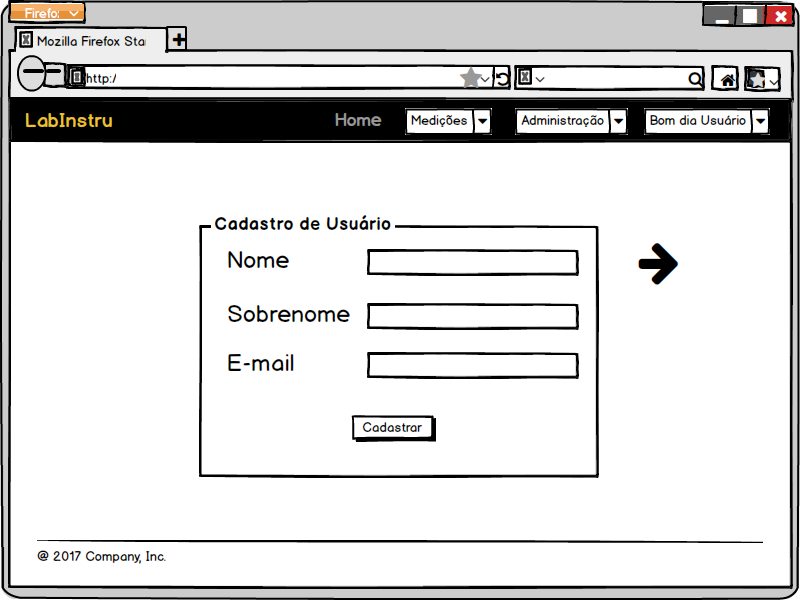 Firefox
Mozilla Firefox Sta
http:/
LabInstru
Home
Medições
Administração
Bom dia Usuário
Cadastro de Usuário
Nome
Sobrenome
E-mail
Cadastrar
@ 2017 Company, Inc.